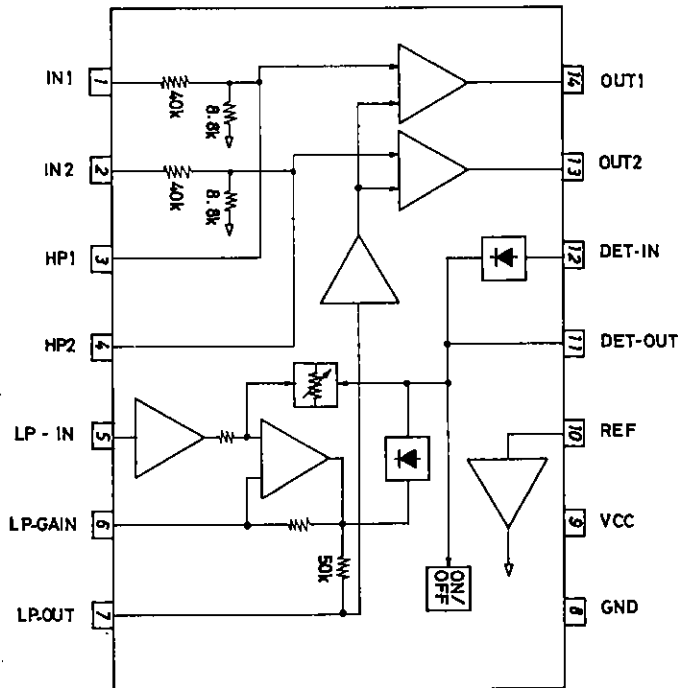 IN1
1
40k
8.8k
14
OUT1
IN2
2
40k
8.8k
13
OUT2
HP1
3
12
DET-IN
HP2
4
11
DET-OUT
LP - IN
5
10
REF
LP-GAIN
6
9
VCC
50k
ON/
OFF
LP-OUT
7
8
GND